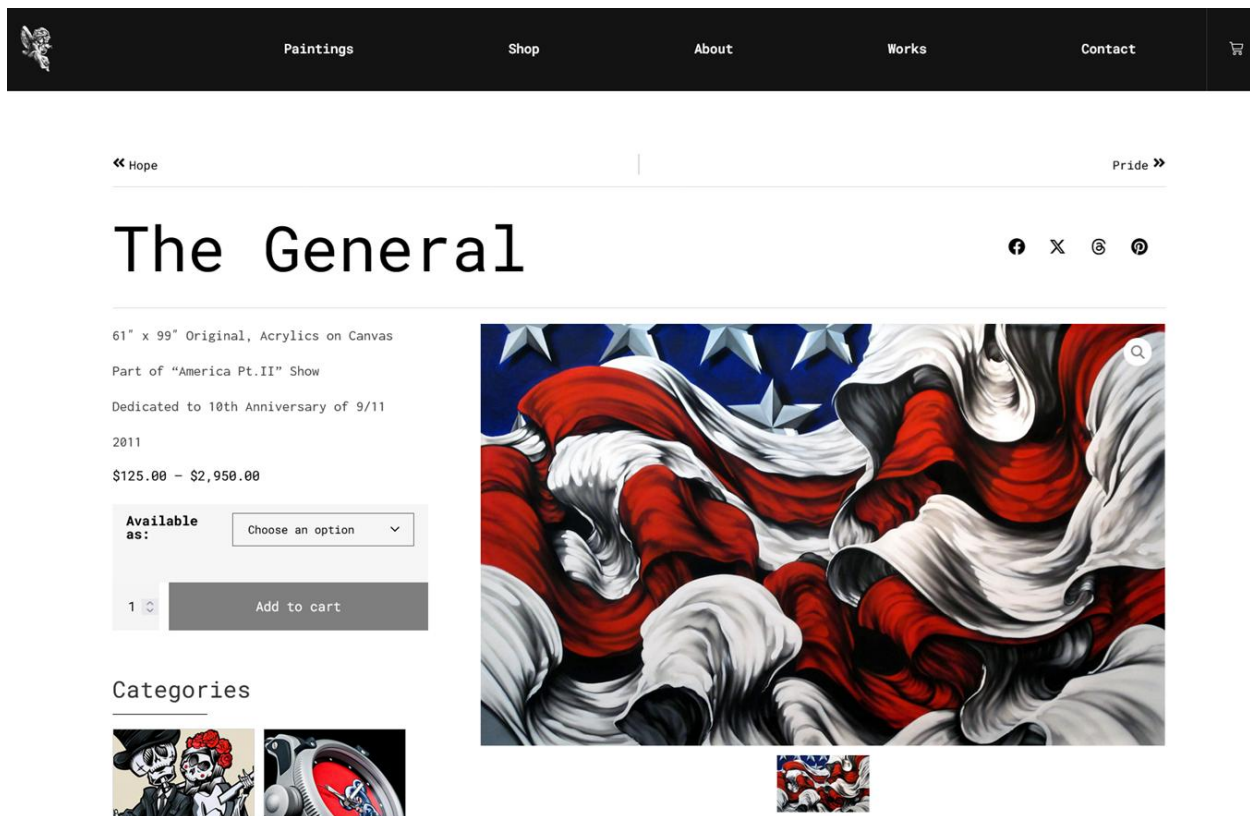 Paintings
Shop
About
Works
Contact
« Hope
Pride »
The General
61″ x 99″ Original, Acrylics on Canvas
Part of “America Pt.II” Show
Dedicated to 10th Anniversary of 9/11
2011
$125.00 – $2,950.00
Available as:
Choose an option
1
Add to cart
Categories